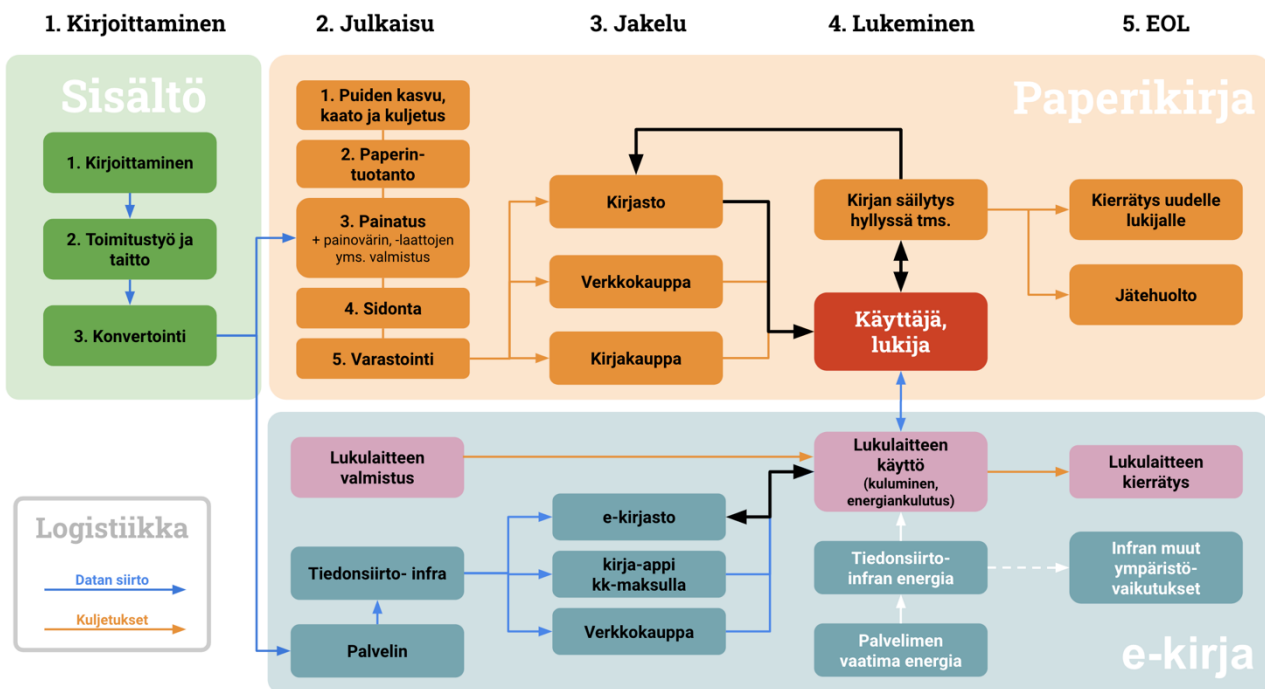 1. Kirjoittaminen
2. Julkaisu
3. Jakelu
4. Lukeminen
5. EOL
Sisältö
1. Kirjoittaminen
2. Toimitustyö ja
taitto
3. Konvertointi
Paperikirja
1. Puiden kasvu,
kaato ja kuljetus
2. Paperin-
tuotanto
3. Painatus
+ painovärin, -laattojen
yms. valmistus
4. Sidonta
5. Varastointi
Kirjasto
Verkkokauppa
Kirjakauppa
Kirjan säilytys
hyllyssä tms.
Käyttäjä,
lukija
Kierrätys uudelle
lukijalle
Jätehuolto
Lukulaitteen
valmistus
Tiedonsiirto- infra
Palvelin
e-kirjasto
kirja-appi
kk-maksulla
Verkkokauppa
Lukulaitteen
käyttö
(kuluminen,
energiankulutus)
Tiedonsiirto-
infran energia
Palvelimen
vaatima energia
Lukulaitteen
kierrätys
Infran muut
ympäristö-
vaikutukset
e-kirja
Logistiikka
Datan siirto
Kuljetukset